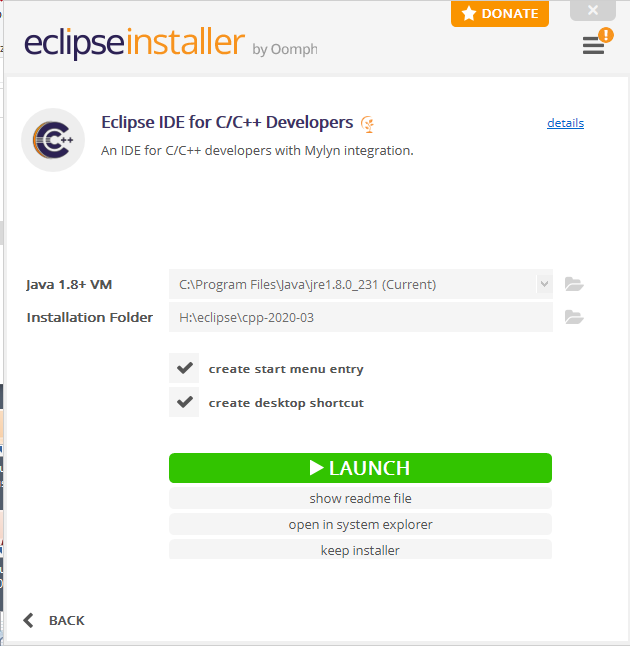 DONATE
eclipseinstaller by Oomph
!
Eclipse IDE for C/C++ Developers
details
C++
An IDE for C/C++ developers with Mylyn integration.
Java 1.8+ VM
C:\Program Files\Java\jre1.8.0_231 (Current)
Installation Folder
H:\eclipse\cpp-2020-03
create start menu entry
create desktop shortcut
LAUNCH
show readme file
open in system explorer
keep installer
BACK